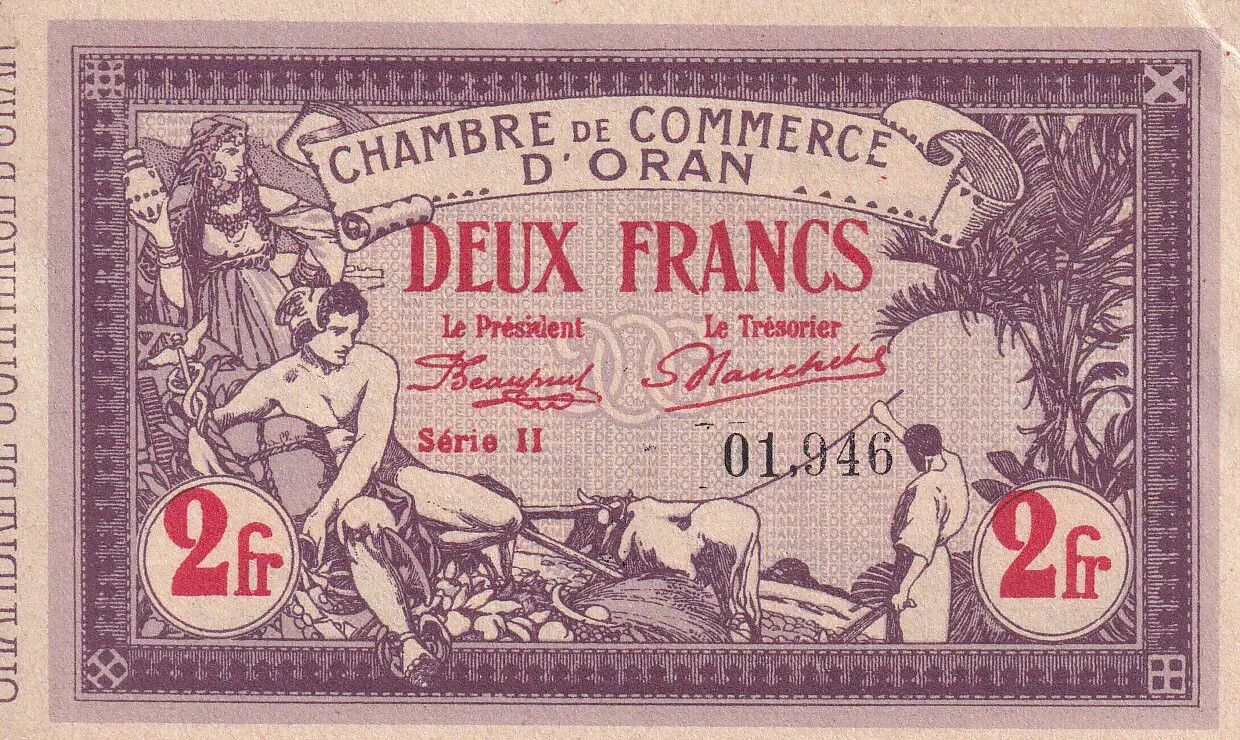 CHAMBRE DE COMMERCE
D'ORAN
DEUX FRANCS
Le Président Le Trésorier
Série II
01,946
2fr 2fr